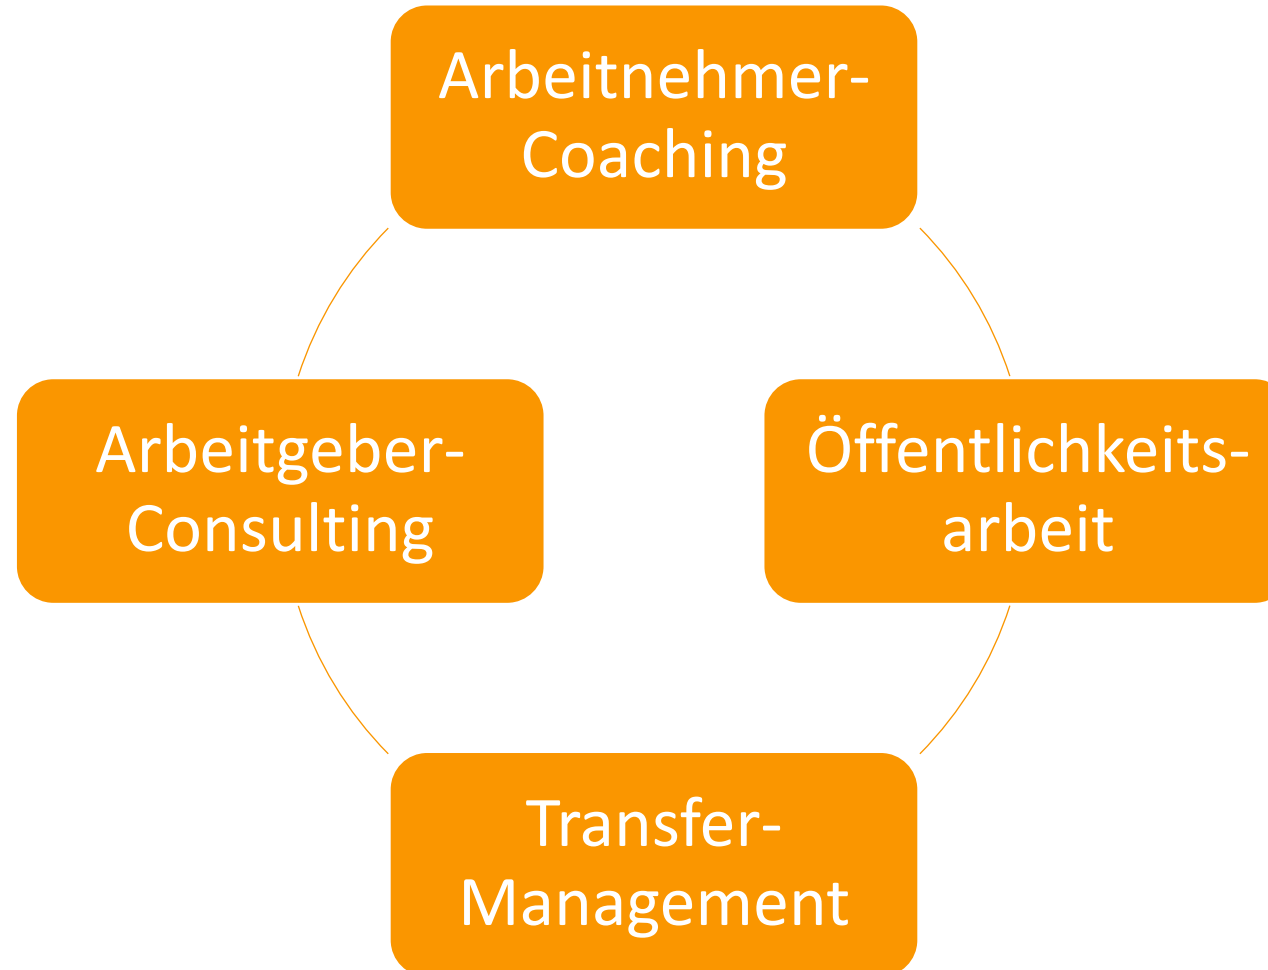 Arbeitnehmer-
Coaching
Arbeitgeber-
Consulting
Öffentlichkeits-
arbeit
Transfer-
Management